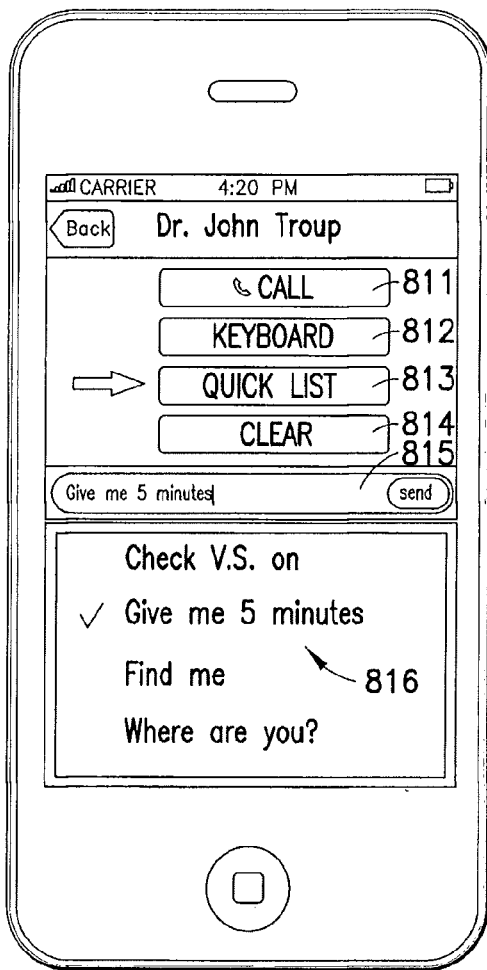 CARRIER 4:20 PM
Back Dr. John Troup
CALL 811
KEYBOARD 812
QUICK LIST 813
CLEAR 814
815
Give me 5 minutes send
Check V.S. on
✓ Give me 5 minutes
Find me 816
Where are you?